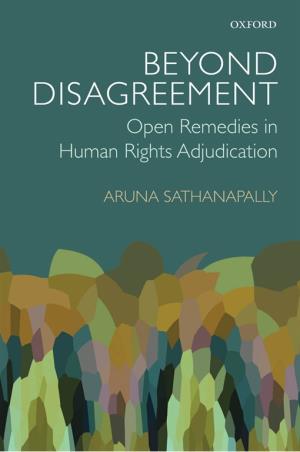 OXFORD
BEYOND
DISAGREEMENT
Open Remedies in
Human Rights Adjudication
ARUNA SATHANAPALLY